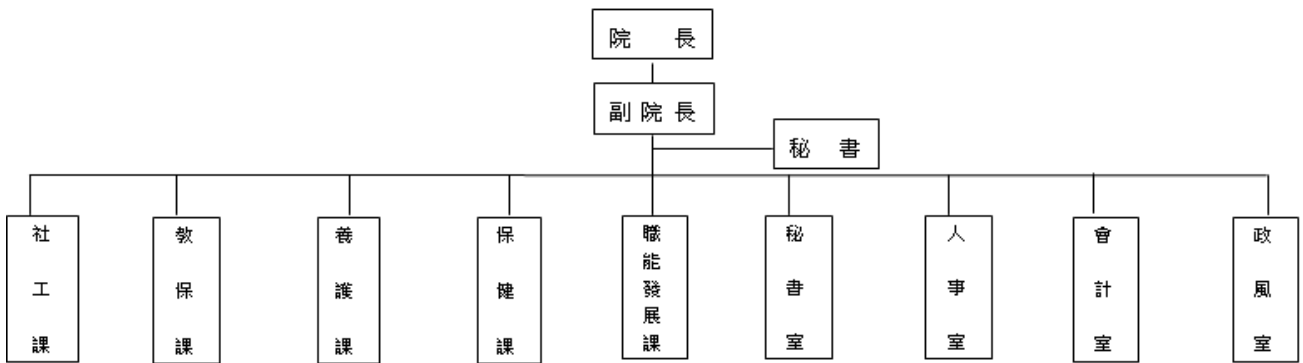 院 長
副 院 長
秘 書
社工課
教保課
養護課
保健課
職能發展課
秘書室
人事室
會計室
政風室